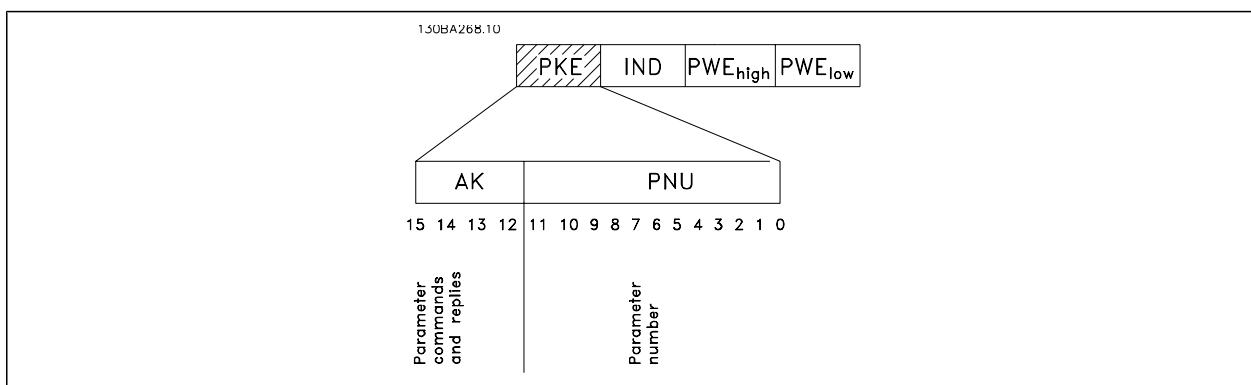 130BA268.10
PKE IND PWEhigh PWElow
AK PNU
15 14 13 12 11 10 9 8 7 6 5 4 3 2 1 0
Parameter
commands
and replies
Parameter
number